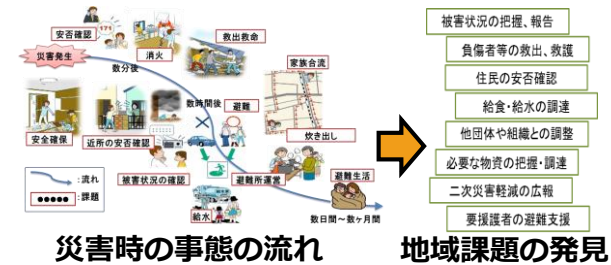 安否確認
消火
救出救命
災害発生
数分後
家族合流
数時間後
避難
安全確保
近所の安否確認
炊き出し
被害状況の確認
避難所運営
避難生活
:流れ
●●●●● :課題
給水
数日間~数ヶ月間
災害時の事態の流れ
被害状況の把握、報告
負傷者等の救出、救護
住民の安否確認
給食・給水の調達
他団体や組織との調整
必要な物資の把握・調達
二次災害軽減の広報
要援護者の避難支援
地域課題の発見